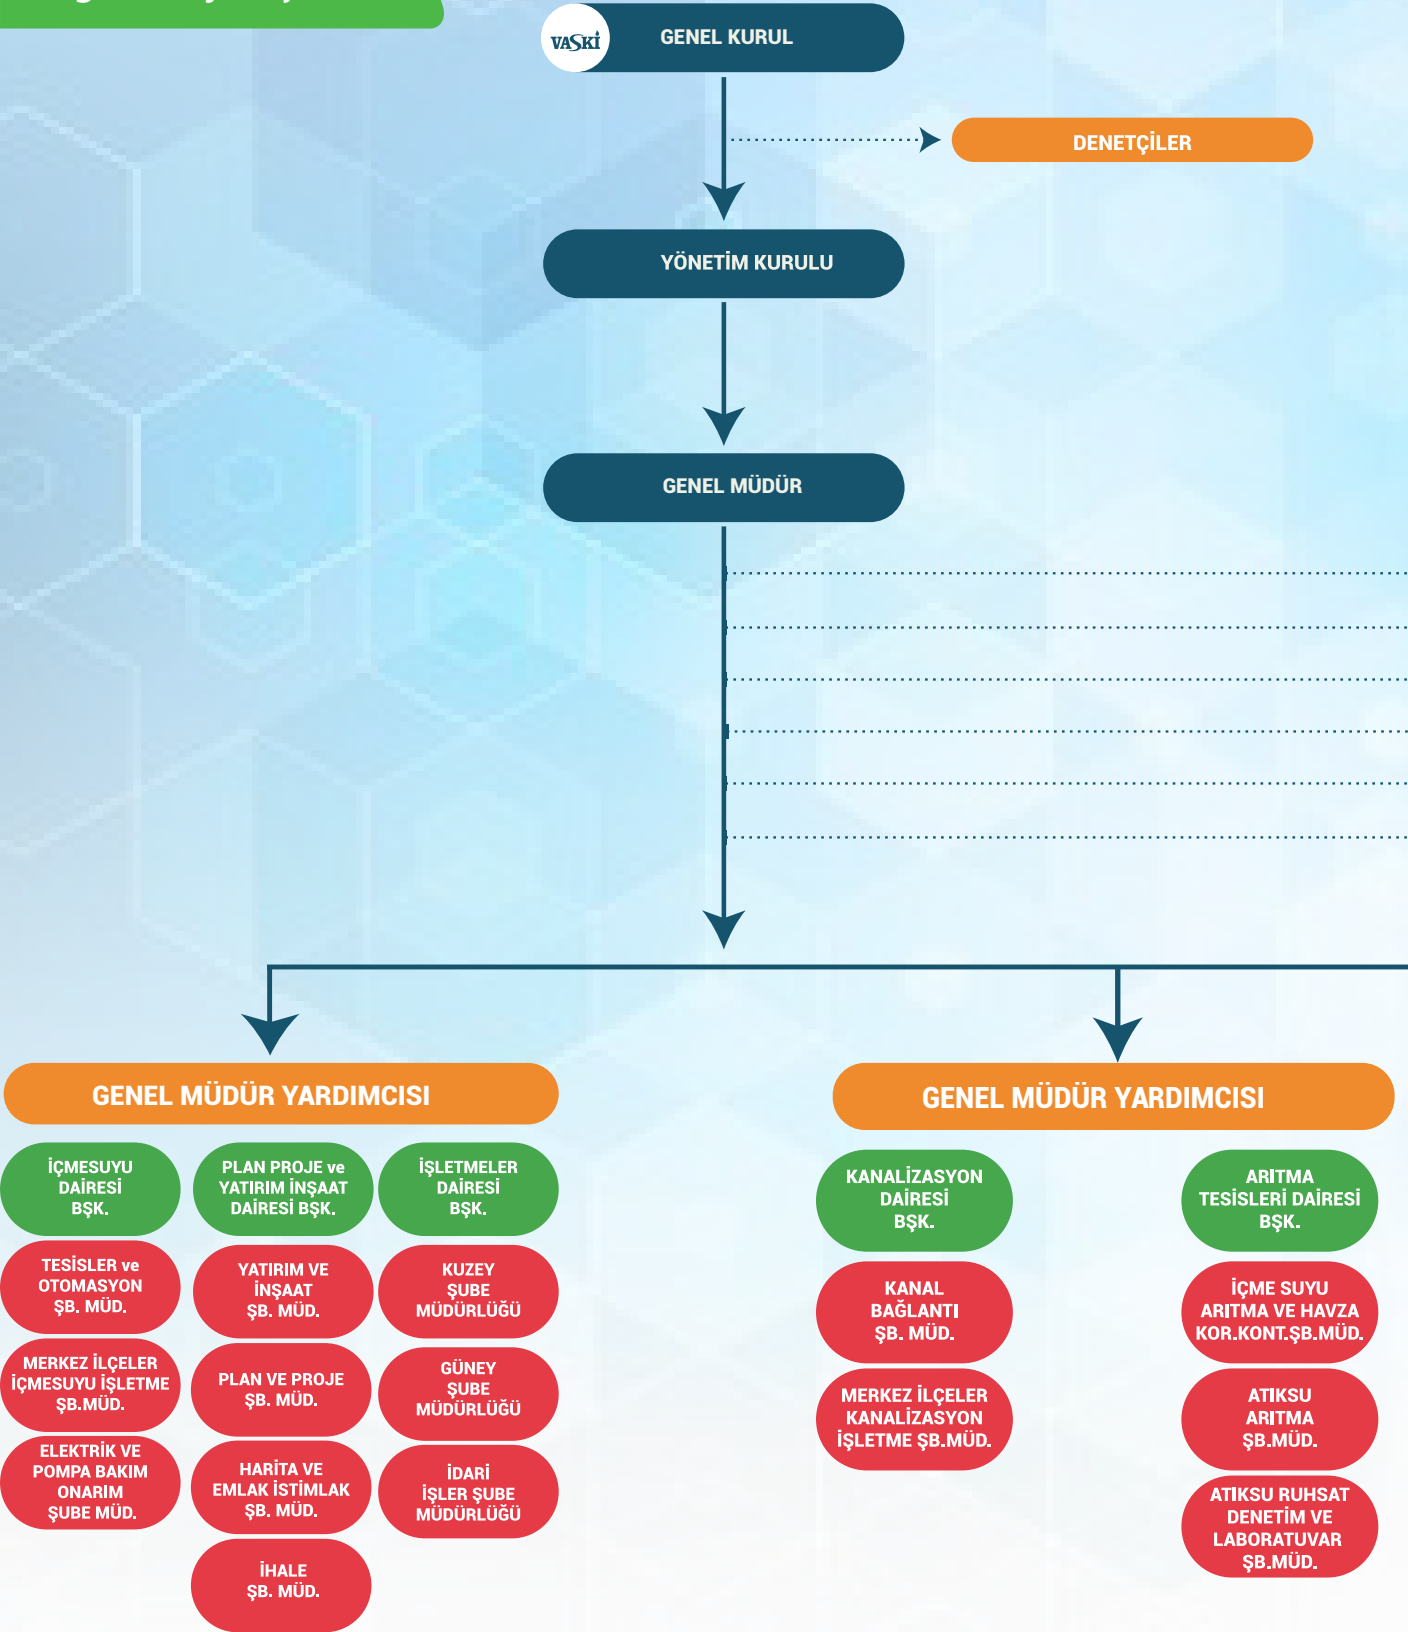 VASKİ
GENEL KURUL
DENETÇİLER
YÖNETİM KURULU
GENEL MÜDÜR
GENEL MÜDÜR YARDIMCISI
İÇMESUYU
DAİRESİ
BŞK.
TESİSLER ve
OTOMASYON
ŞB. MÜD.
MERKEZ İLÇELER
İÇMESUYU İŞLETME
ŞB.MÜD.
ELEKTRİK VE
POMPA BAKIM
ONARIM
ŞUBE MÜD.
PLAN PROJE ve
YATIRIM İNŞAAT
DAİRESİ BŞK.
YATIRIM VE
İNŞAAT
ŞB. MÜD.
PLAN VE PROJE
ŞB. MÜD.
HARİTA VE
EMLAK İSTİMLAK
ŞB. MÜD.
İHALE
ŞB. MÜD.
İŞLETMELER
DAİRESİ
BŞK.
KUZEY
ŞUBE
MÜDÜRLÜĞÜ
GÜNEY
ŞUBE
MÜDÜRLÜĞÜ
İDARİ
İŞLER ŞUBE
MÜDÜRLÜĞÜ
GENEL MÜDÜR YARDIMCISI
KANALİZASYON
DAİRESİ
BŞK.
KANAL
BAĞLANTI
ŞB. MÜD.
MERKEZ İLÇELER
KANALİZASYON
İŞLETME ŞB.MÜD.
ARITMA
TESİSLERİ DAİRESİ
BŞK.
İÇME SUYU
ARITMA VE HAVZA
KOR.KONT.ŞB.MÜD.
ATIKSU
ARITMA
ŞB.MÜD.
ATIKSU RUHSAT
DENETİM VE
LABORATUVAR
ŞB.MÜD.